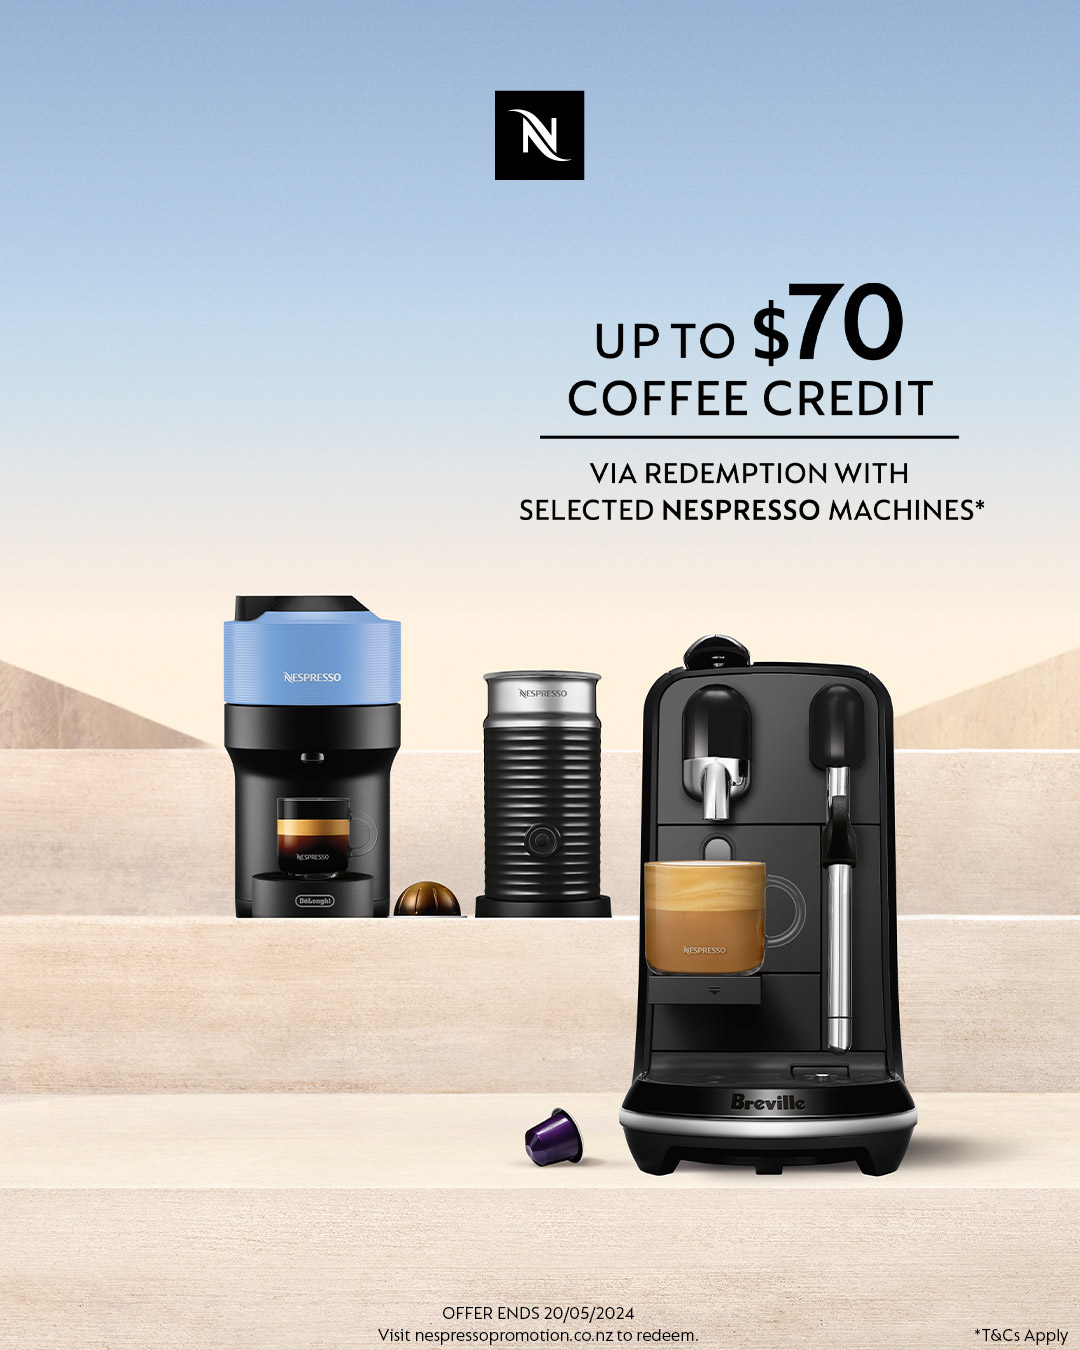 N
UP TO $70
COFFEE CREDIT
VIA REDEMPTION WITH
SELECTED NESPRESSO MACHINES*
NESPRESSO
NESPRESSO
NESPRESSO
DeLonghi
NESPRESSO
Breville
OFFER ENDS 20/05/2024
Visit nespressopromotion.co.nz to redeem.
*T&Cs Apply